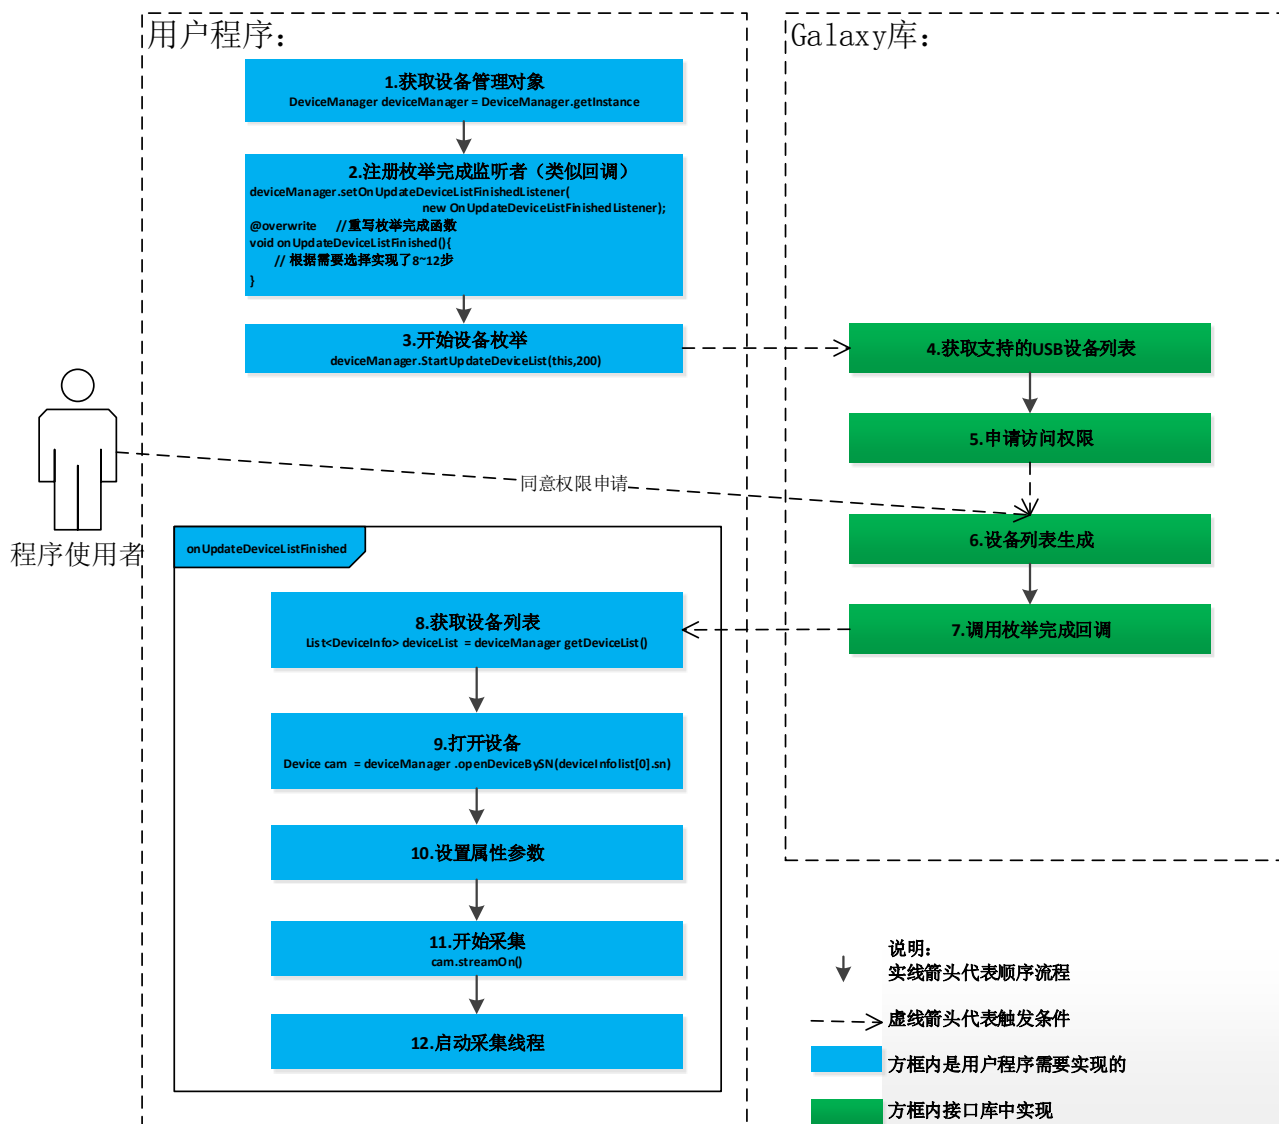 用户程序：
1.获取设备管理对象
DeviceManager deviceManager = DeviceManager.getInstance
2.注册枚举完成监听者（类似回调）
deviceManager.setOnUpdateDeviceListFinishedListener(
new OnUpdateDeviceListFinishedListener);
@overwrite //重写枚举完成函数
void onUpdateDeviceListFinished(){
// 根据需要选择实现了8~12步
}
3.开始设备枚举
deviceManager.StartUpdateDeviceList(this,200)
Galaxy库：
4.获取支持的USB设备列表
5.申请访问权限
同意权限申请
6.设备列表生成
7.调用枚举完成回调
程序使用者
onUpdateDeviceListFinished
8.获取设备列表
List<DeviceInfo> deviceList = deviceManager getDeviceList()
9.打开设备
Device cam = deviceManager .openDeviceBySN(deviceInfolist[0].sn)
10.设置属性参数
11.开始采集
cam.streamOn()
12.启动采集线程
说明：
实线箭头代表顺序流程
虚线箭头代表触发条件
方框内是用户程序需要实现的
方框内接口库中实现